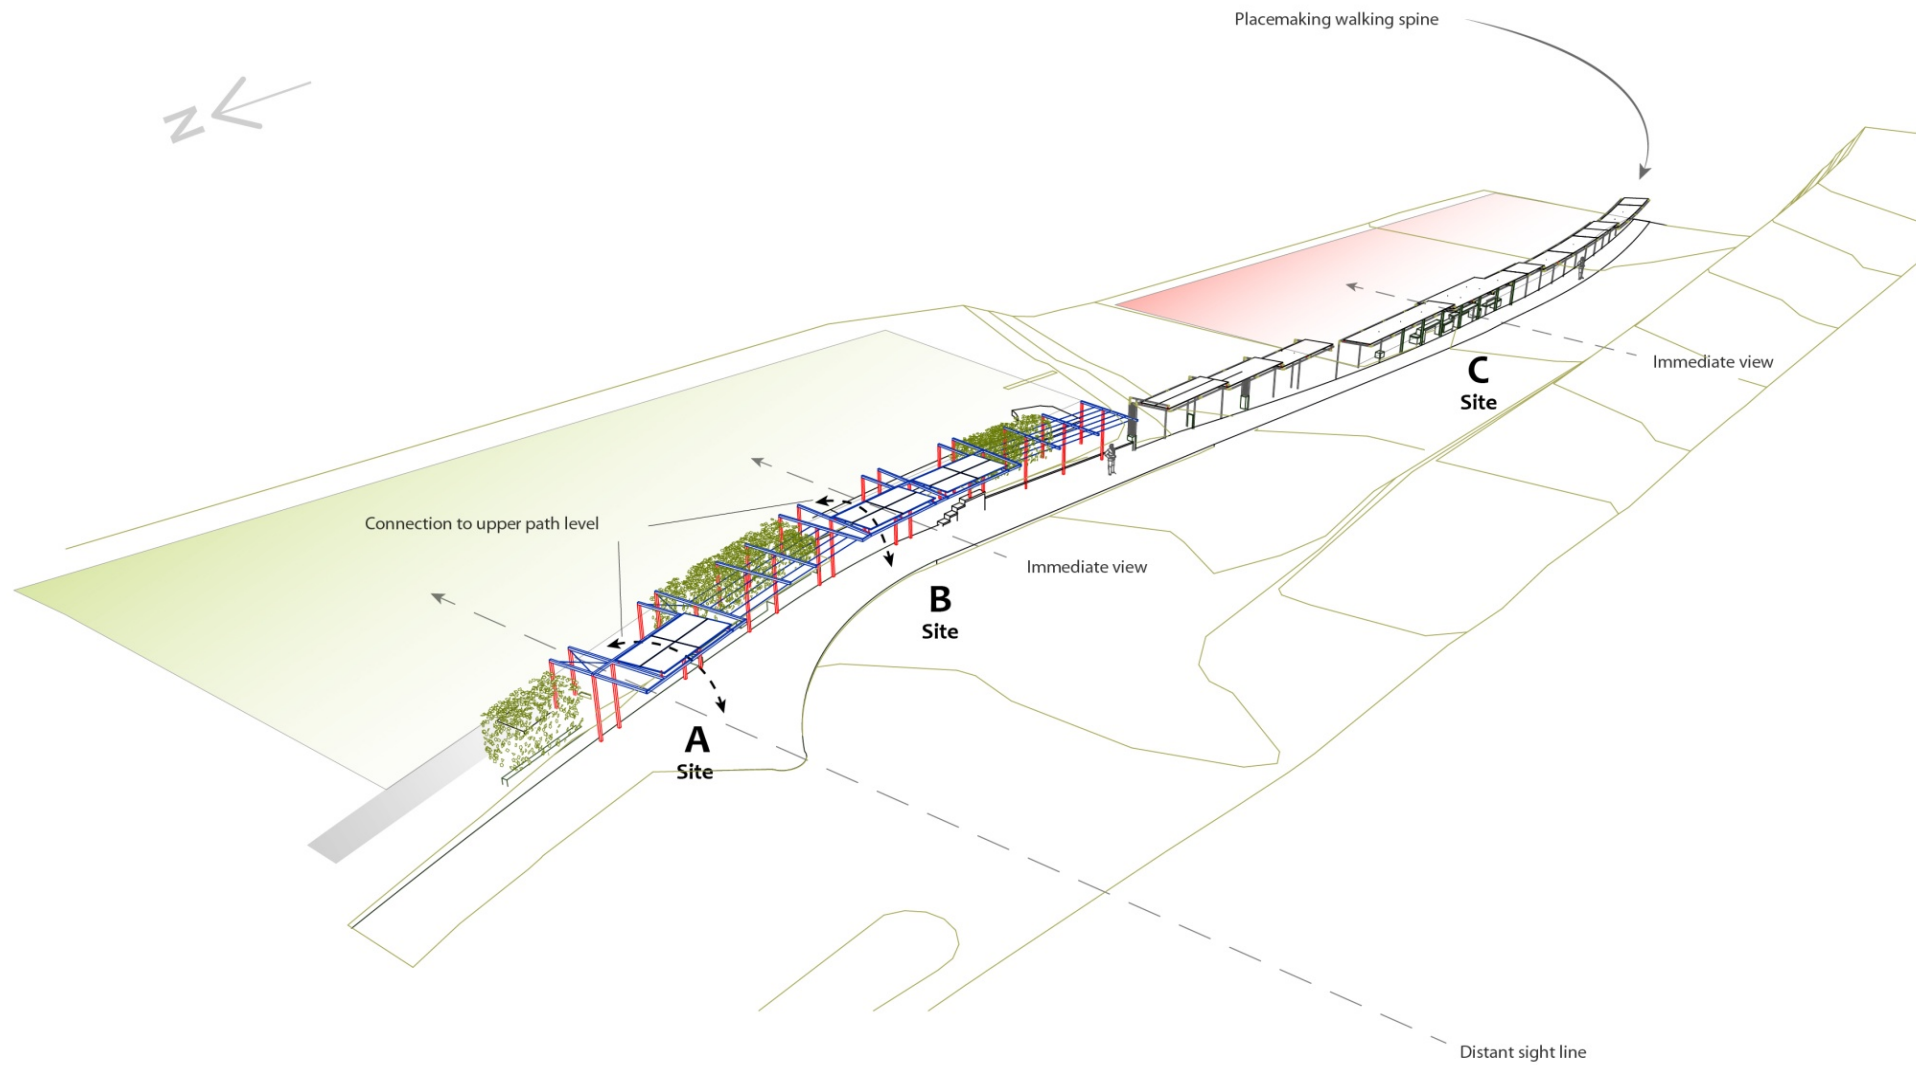 Placemaking walking spine
N
Immediate view
C
Site
Connection to upper path level
Immediate view
B
Site
A
Site
Distant sight line